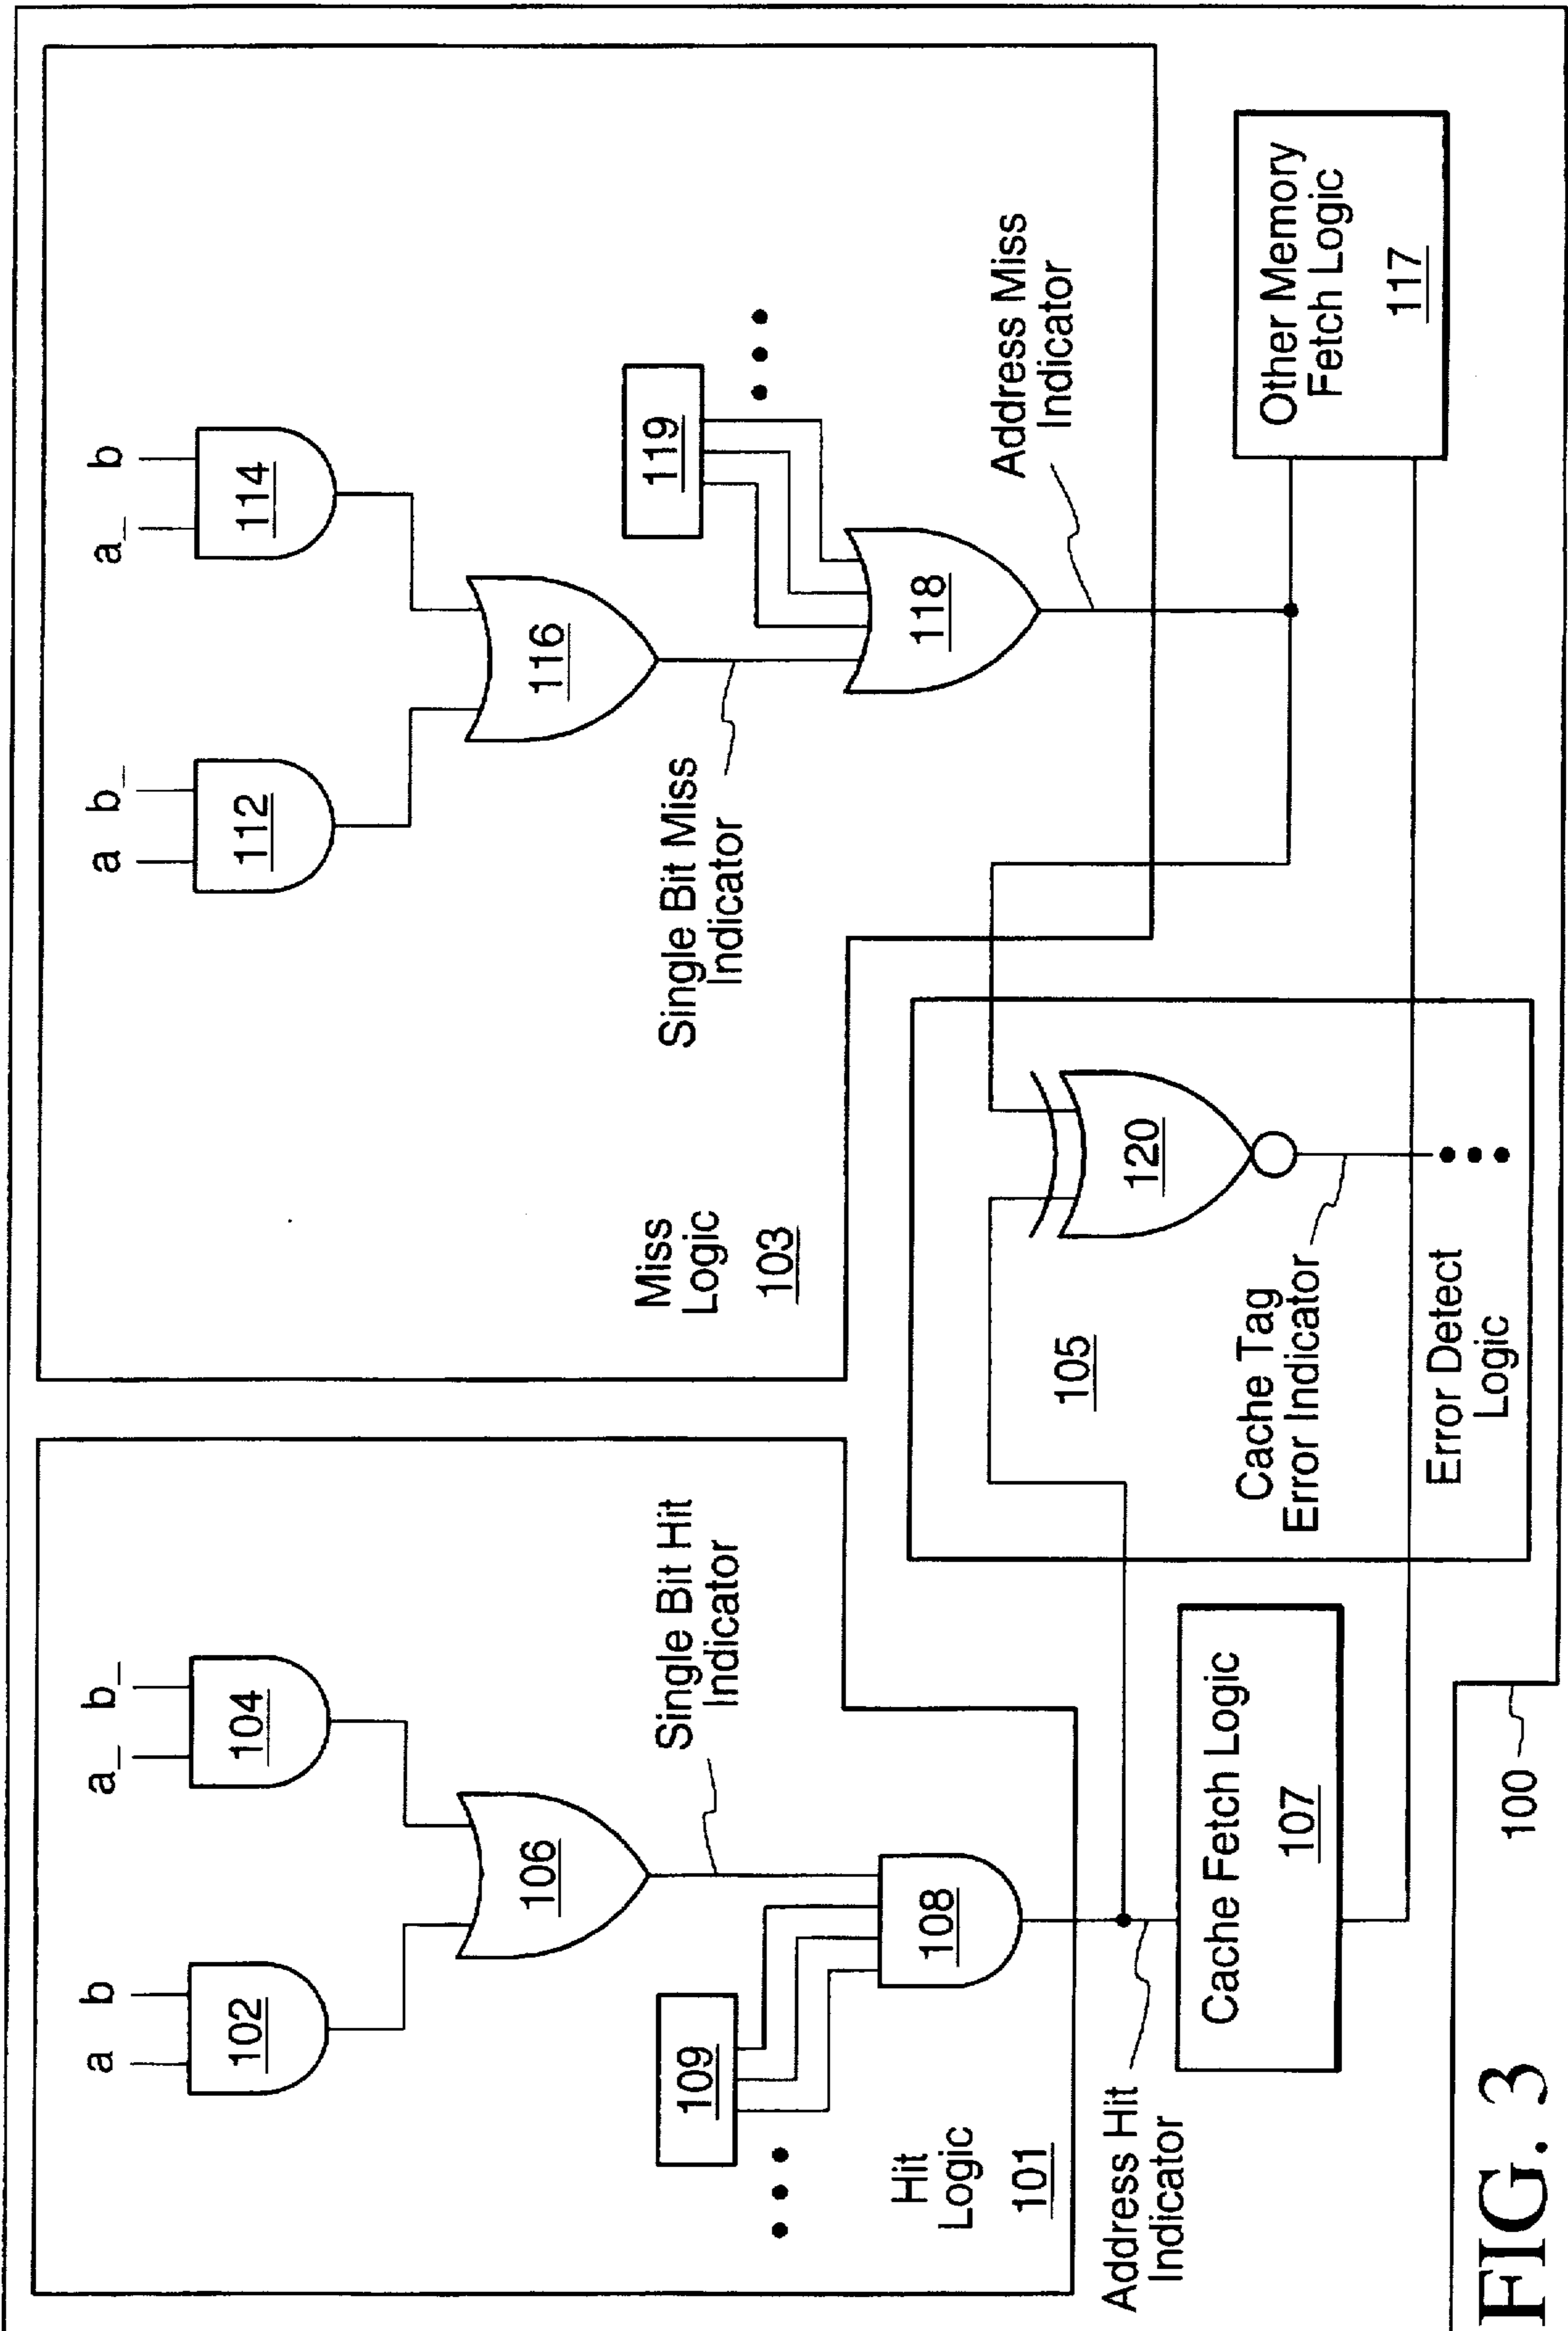 a
b
102
a_
b_
104
106
Single Bit Hit
Indicator
109
108
Hit
Logic
101
Address Hit
Indicator
Cache Fetch Logic
107
a
b_
112
a_
b
114
116
Single Bit Miss
Indicator
119
118
Miss
Logic
103
Address Miss
Indicator
105
120
Cache Tag
Error Indicator
Error Detect
Logic
Other Memory
Fetch Logic
117
100
FIG. 3